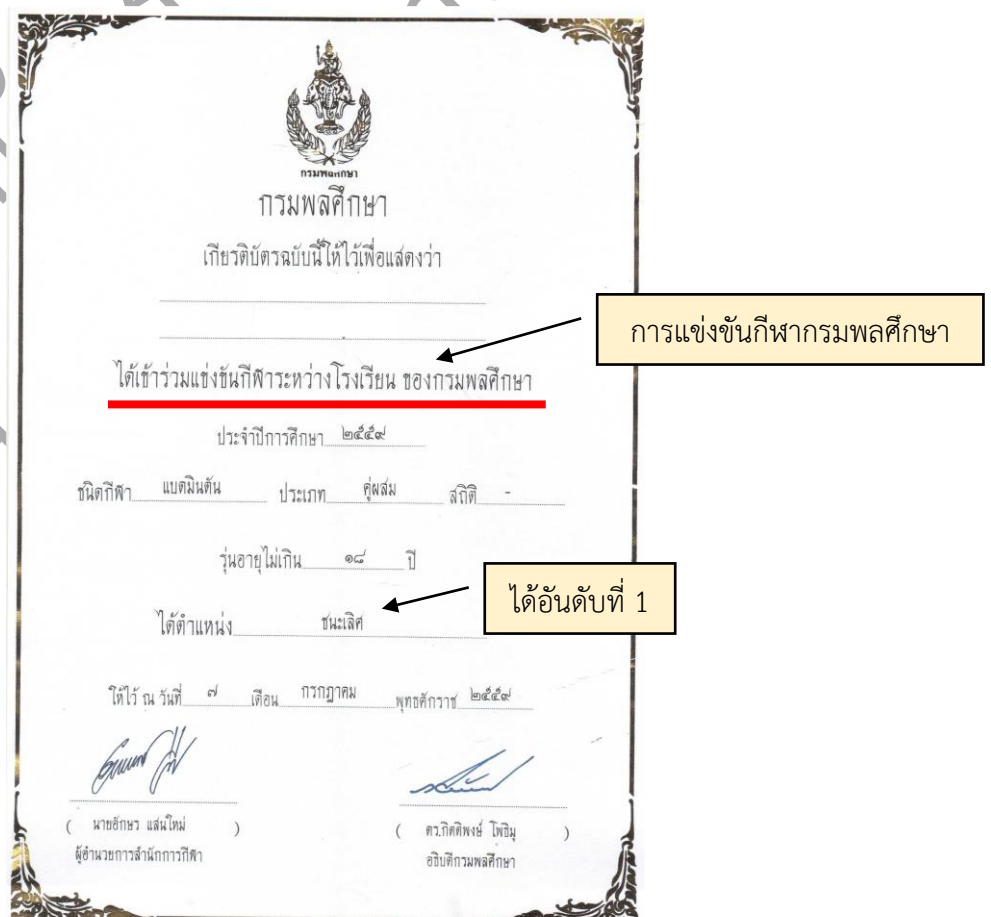 กรมพลศึกษา
กรมพลศึกษา
เกียรติบัตรฉบับนี้ให้ไว้เพื่อแสดงว่า
การแข่งขันกีฬากรมพลศึกษา
ได้เข้าร่วมแข่งขันกีฬาระหว่างโรงเรียน ของกรมพลศึกษา
ประจำปีการศึกษา ๒๕๕๙
ชนิดกีฬา แบดมินตัน ประเภท คู่ผสม สถิติ -
รุ่นอายุไม่เกิน ๑๘ ปี
ได้อันดับที่ 1
ได้ตำแหน่ง ชนะเลิศ
ให้ไว้ ณ วันที่ ๗ เดือน กรกฎาคม พุทธศักราช ๒๕๕๙
( นายอักษร แสนใหม่ ) ( ดร.กิตติพงษ์ โพธิมู )
ผู้อำนวยการสำนักการกีฬา อธิบดีกรมพลศึกษา